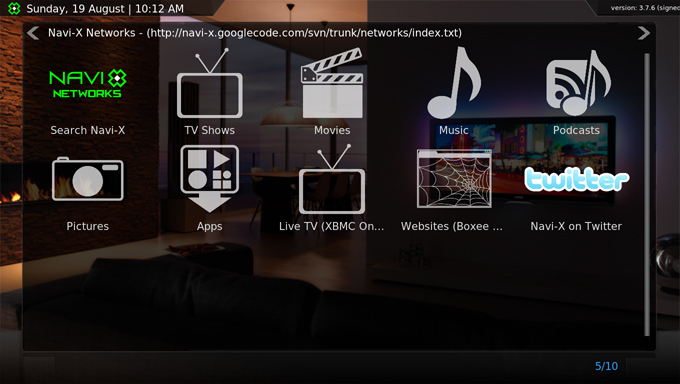 Sunday, 19 August | 10:12 AM
version: 3.7.6 (signed
Navi-X Networks - (http://navi-x.googlecode.com/svn/trunk/networks/index.txt)
NAVI
NETWORKS
Search Navi-X
TV Shows
Movies
Music
Podcasts
twitter
Pictures
Apps
Live TV (XBMC On...
Websites (Boxee ...
Navi-X on Twitter
5/10